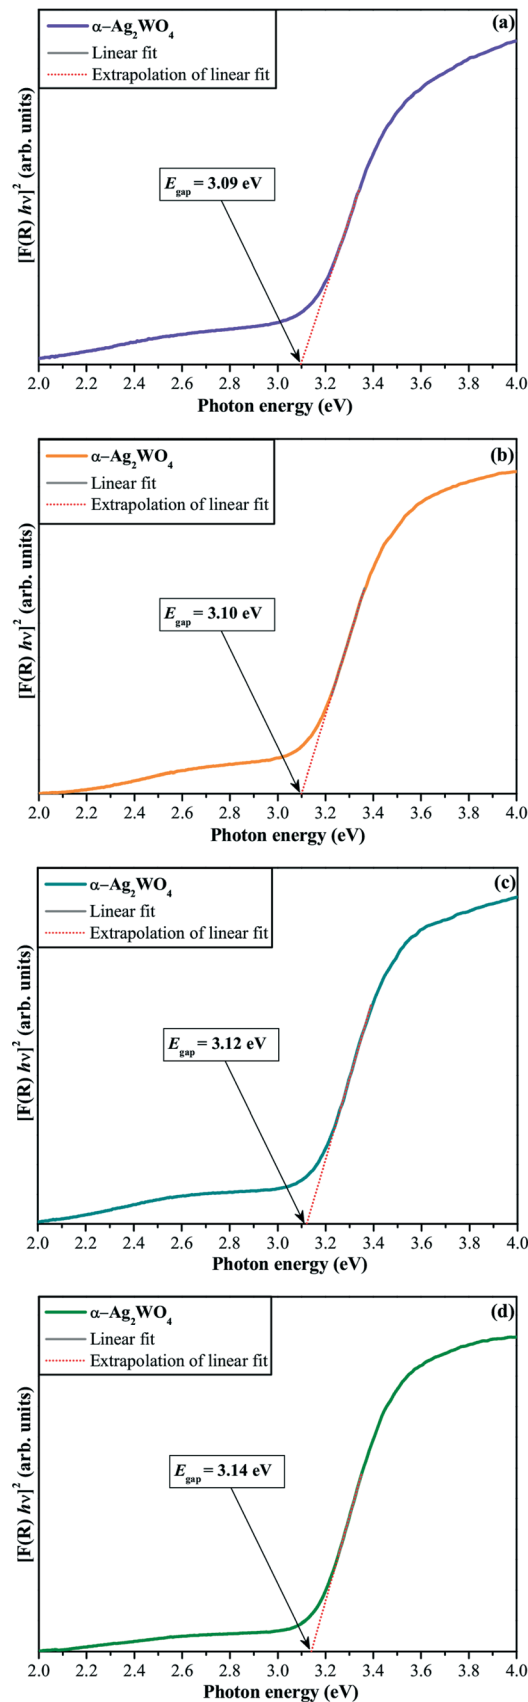 (a)
α–Ag₂WO₄
Linear fit
Extrapolation of linear fit
E_gap = 3.09 eV
[F(R) hν]² (arb. units)
2.0 2.2 2.4 2.6 2.8 3.0 3.2 3.4 3.6 3.8 4.0
Photon energy (eV)
(b)
α–Ag₂WO₄
Linear fit
Extrapolation of linear fit
E_gap = 3.10 eV
[F(R) hν]² (arb. units)
2.0 2.2 2.4 2.6 2.8 3.0 3.2 3.4 3.6 3.8 4.0
Photon energy (eV)
(c)
α–Ag₂WO₄
Linear fit
Extrapolation of linear fit
E_gap = 3.12 eV
[F(R) hν]² (arb. units)
2.0 2.2 2.4 2.6 2.8 3.0 3.2 3.4 3.6 3.8 4.0
Photon energy (eV)
(d)
α–Ag₂WO₄
Linear fit
Extrapolation of linear fit
E_gap = 3.14 eV
[F(R) hν]² (arb. units)
2.0 2.2 2.4 2.6 2.8 3.0 3.2 3.4 3.6 3.8 4.0
Photon energy (eV)